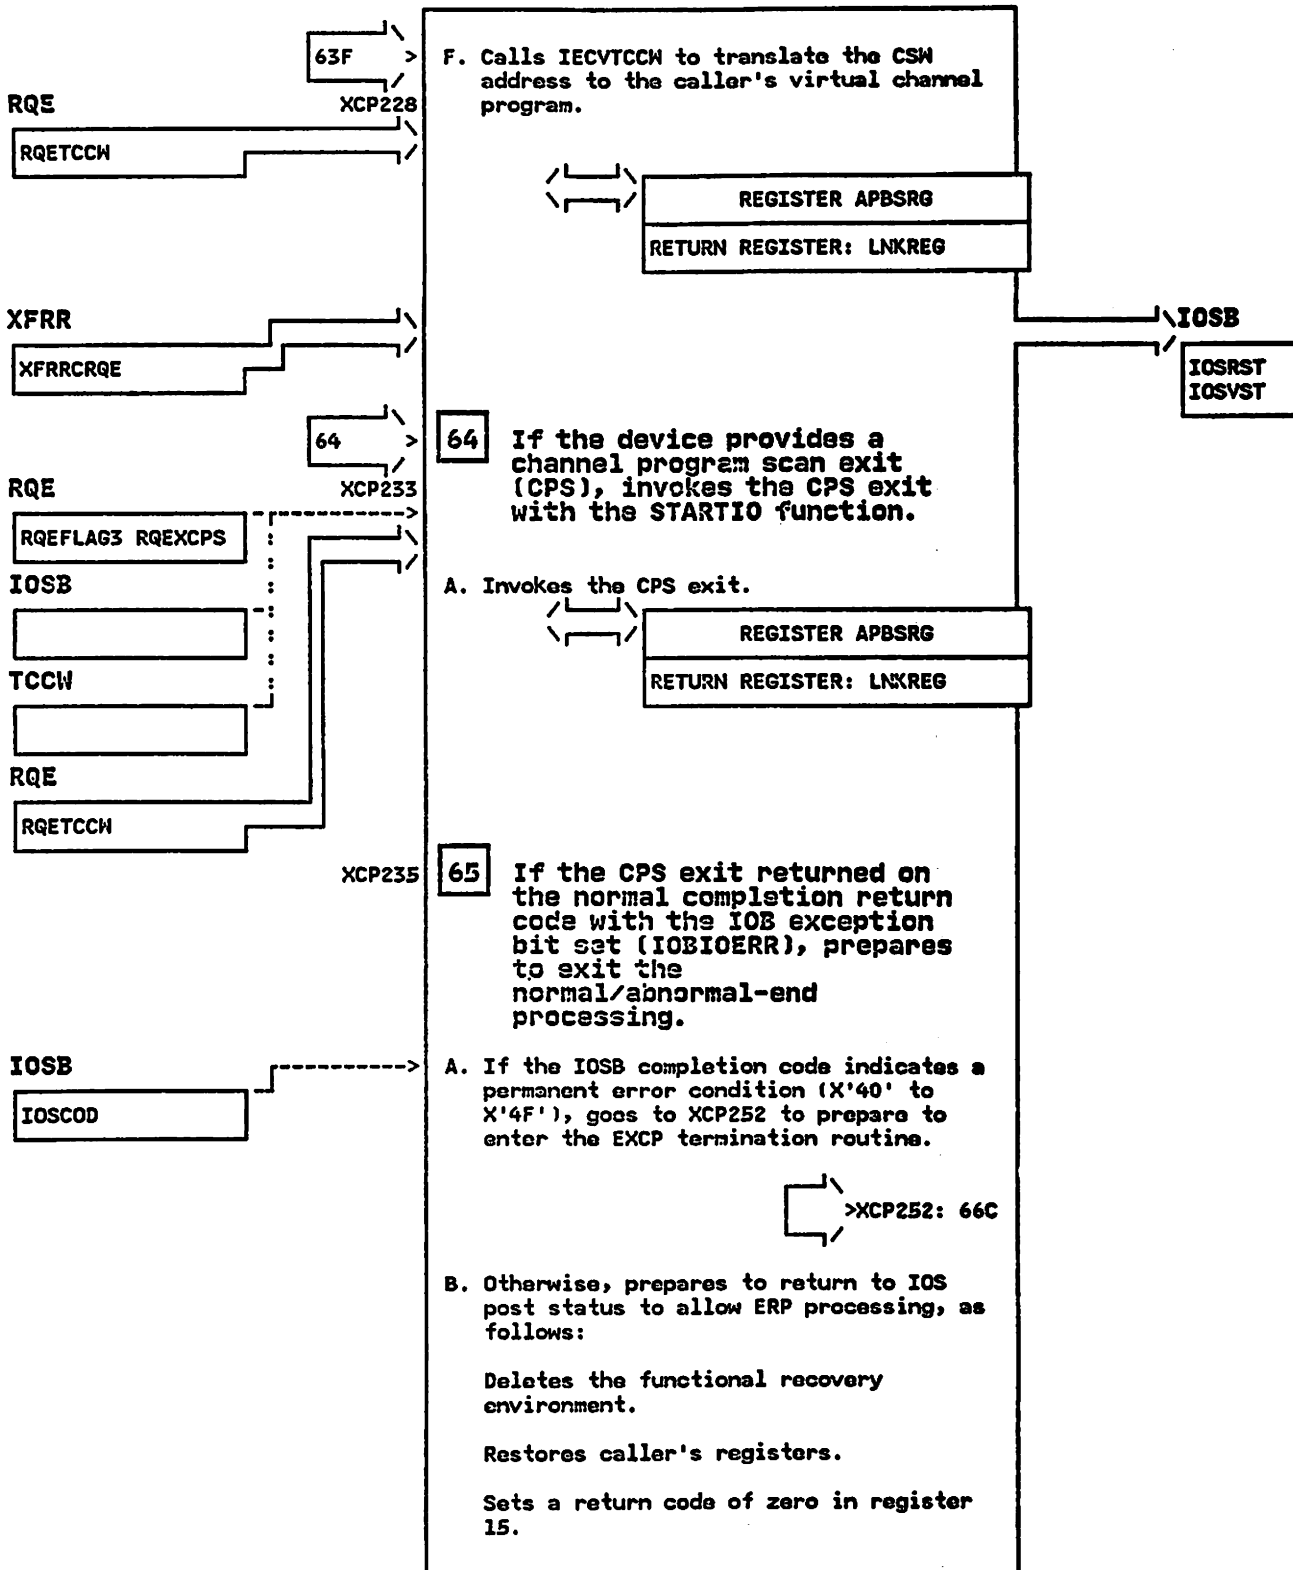 63F >
F. Calls IECVTCCW to translate the CSW
address to the caller's virtual channel
program.
RQE
XCP228
RQETCCW
REGISTER APBSRG
RETURN REGISTER: LNKREG
XFRR
XFRRCRQE
IOSB
IOSRST
IOSVST
64 >
64 If the device provides a
channel program scan exit
(CPS), invokes the CPS exit
with the STARTIO function.
RQE
XCP233
RQEFLAG3 RQEXCPS
IOSB
TCCW
RQE
RQETCCW
A. Invokes the CPS exit.
REGISTER APBSRG
RETURN REGISTER: LNKREG
XCP235
65 If the CPS exit returned on
the normal completion return
code with the IOB exception
bit set (IOBIOERR), prepares
to exit the
normal/abnormal-end
processing.
IOSB
IOSCOD
A. If the IOSB completion code indicates a
permanent error condition (X'40' to
X'4F'), goes to XCP252 to prepare to
enter the EXCP termination routine.
>XCP252: 66C
B. Otherwise, prepares to return to IOS
post status to allow ERP processing, as
follows:
Deletes the functional recovery
environment.
Restores caller's registers.
Sets a return code of zero in register
15.